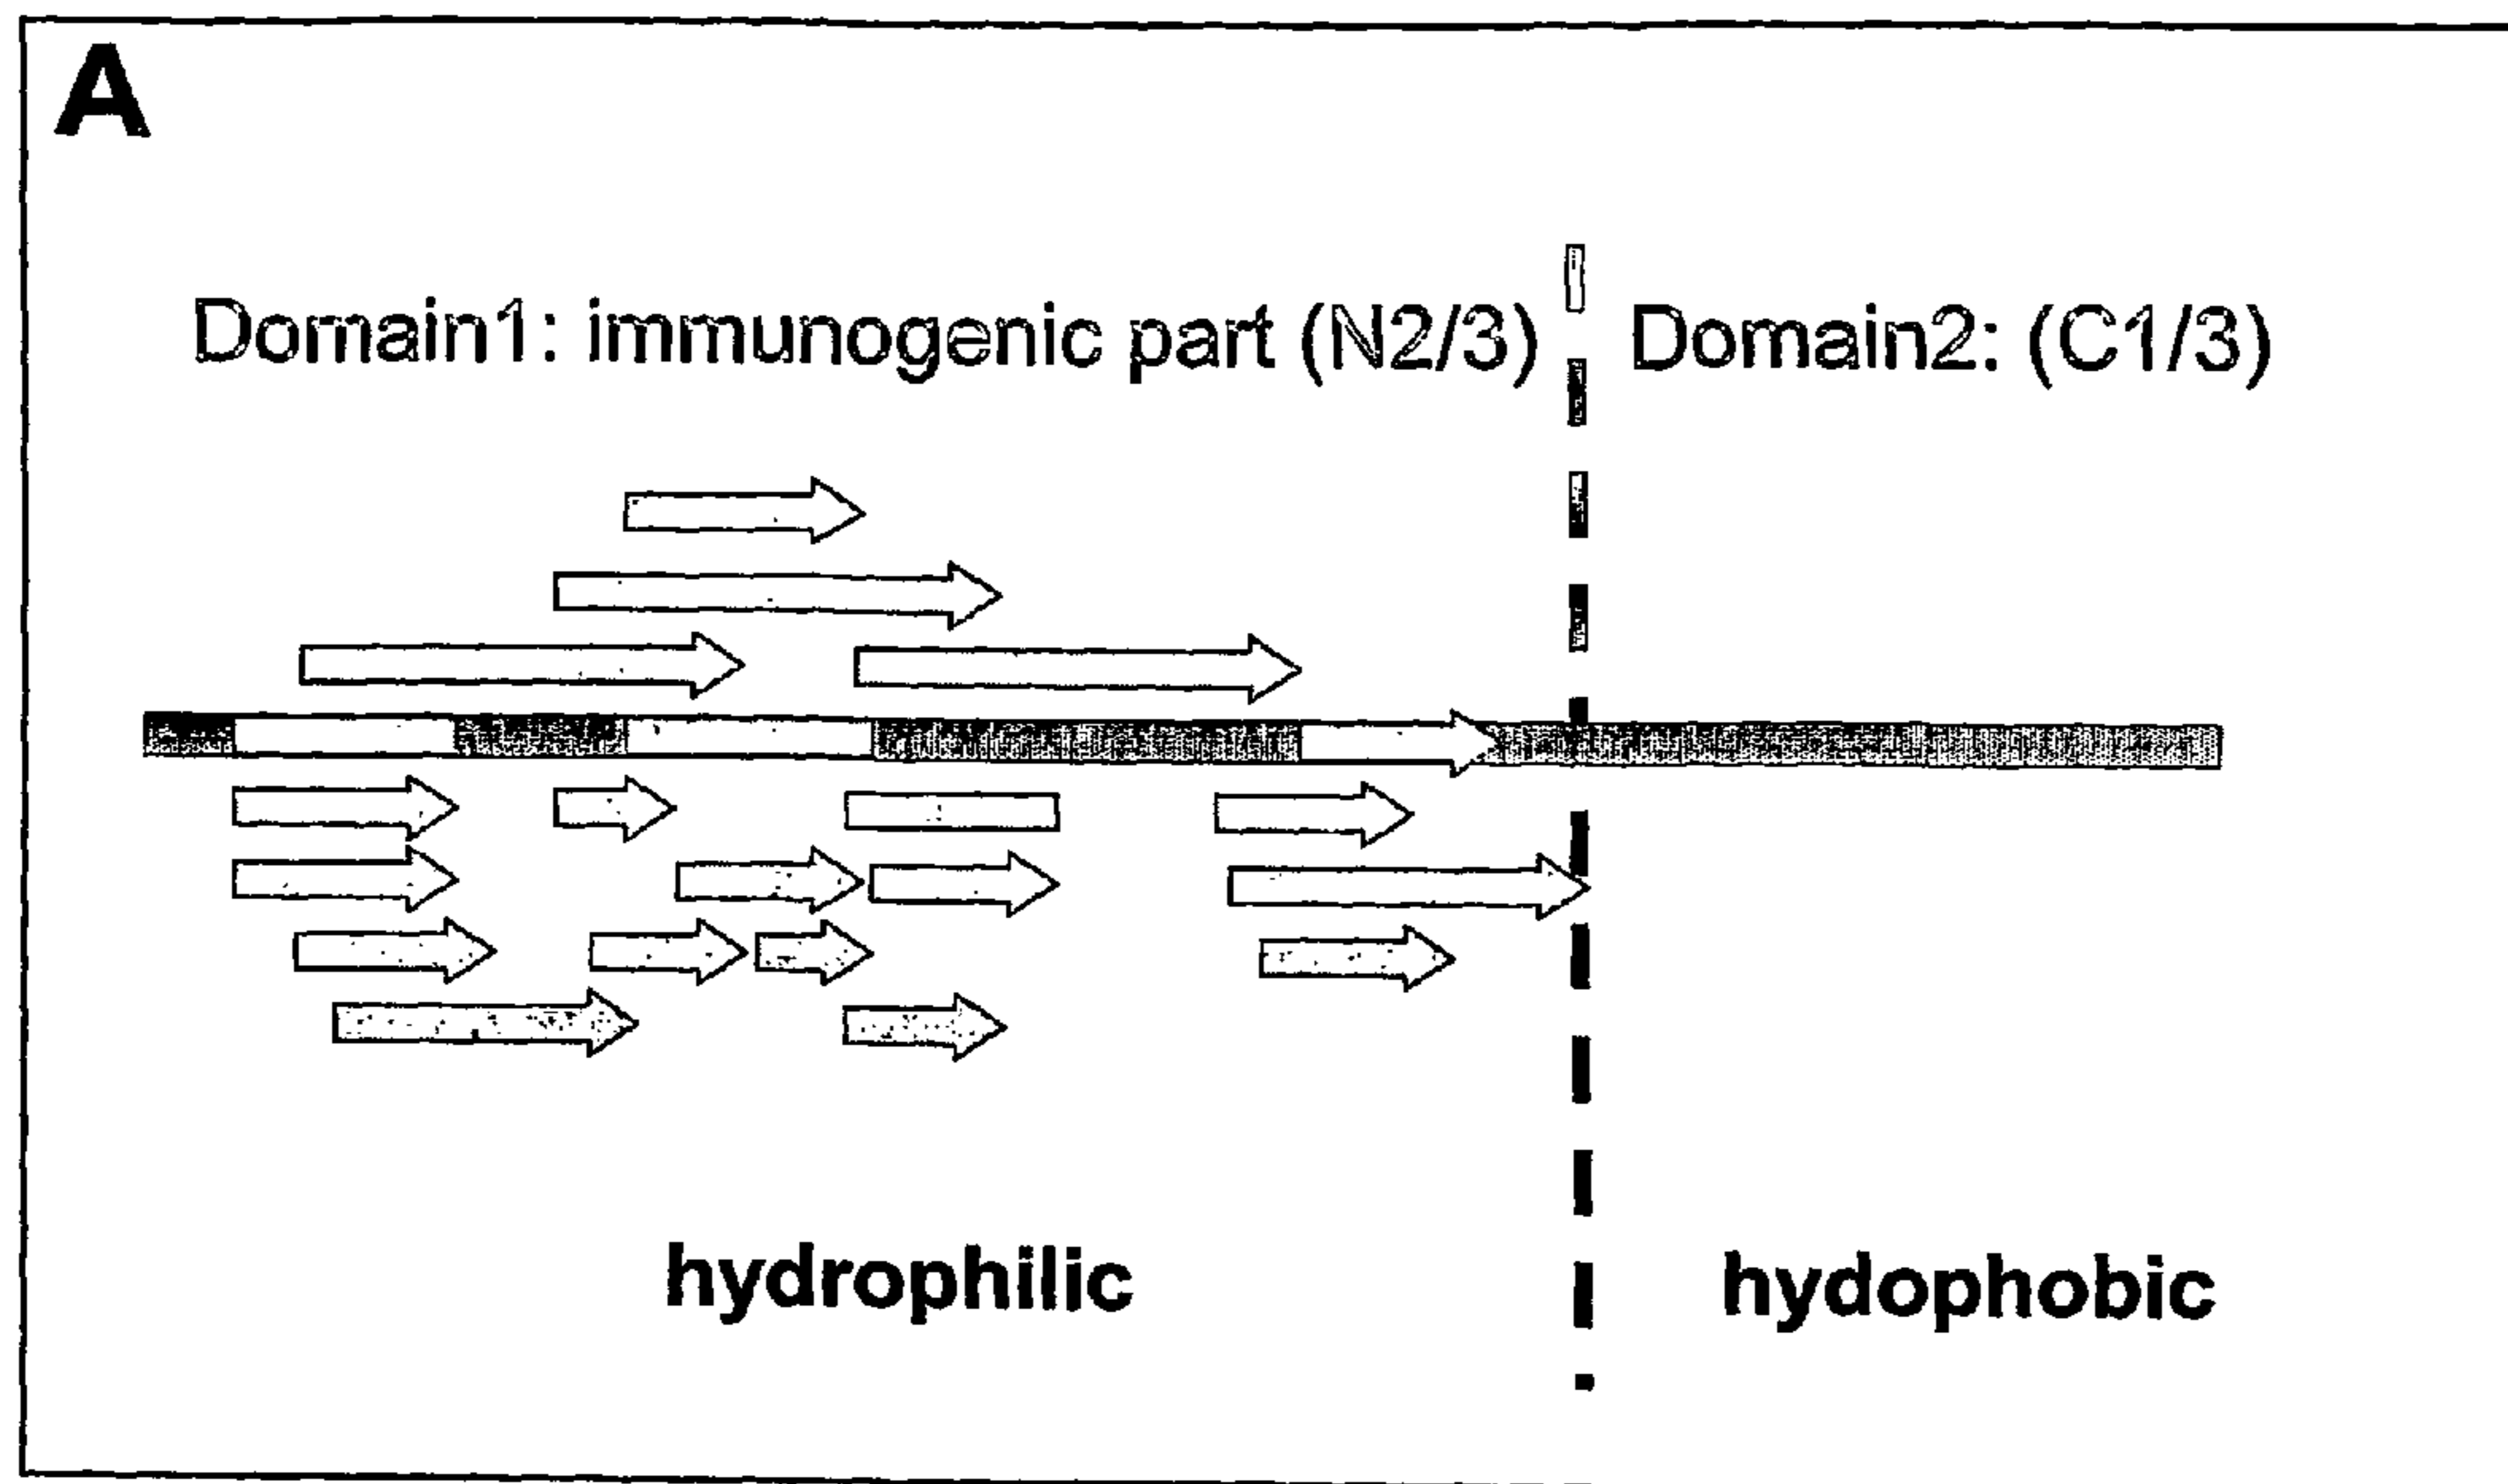 A
Domain1: immunogenic part (N2/3) Domain2: (C1/3)
hydrophilic hydophobic